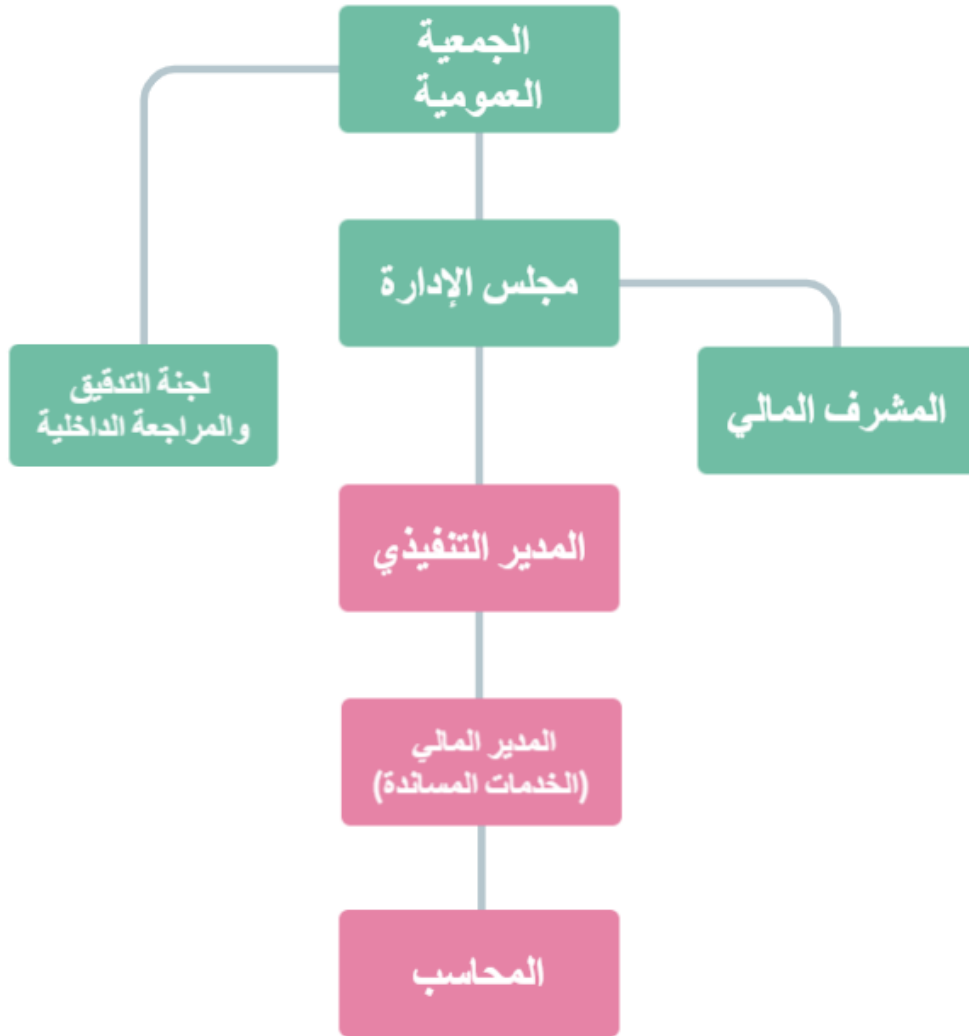 الجمعية
العمومية
مجلس الإدارة
لجنة التدقيق
والمراجعة الداخلية
المشرف المالي
المدير التنفيذي
المدير المالي
(الخدمات المساندة)
المحاسب